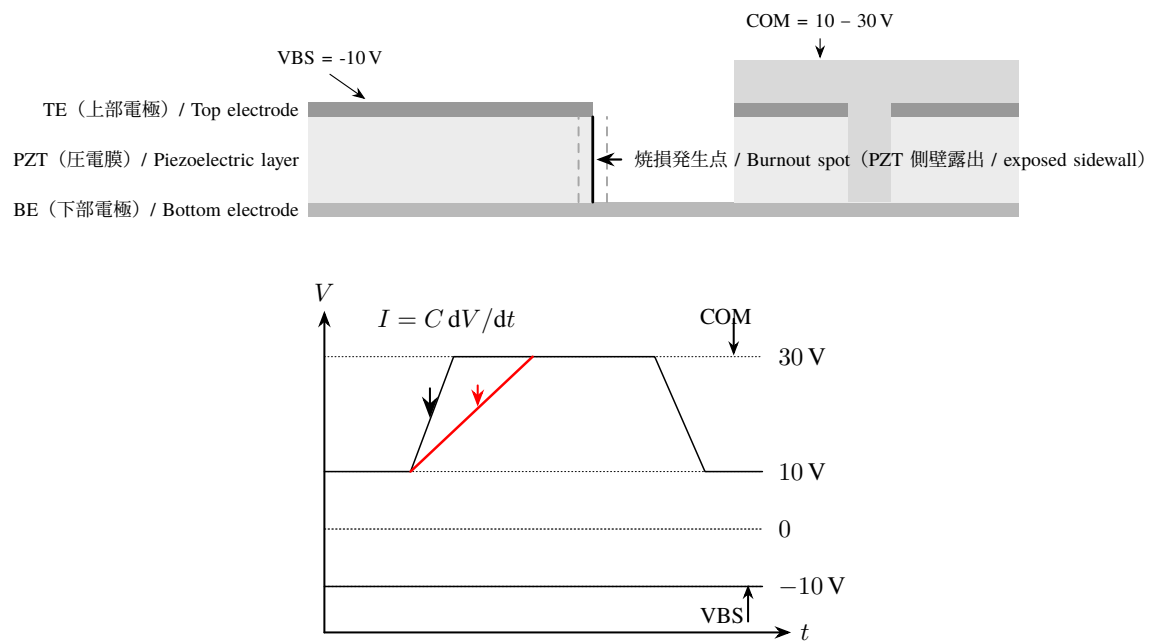 COM = 10 – 30 V
VBS = -10 V
TE（上部電極）/ Top electrode
PZT（圧電膜）/ Piezoelectric layer
焼損発生点 / Burnout spot（PZT 側壁露出 / exposed sidewall）
BE（下部電極）/ Bottom electrode
V
I = C dV/dt
COM
30 V
10 V
0
−10 V
VBS
t